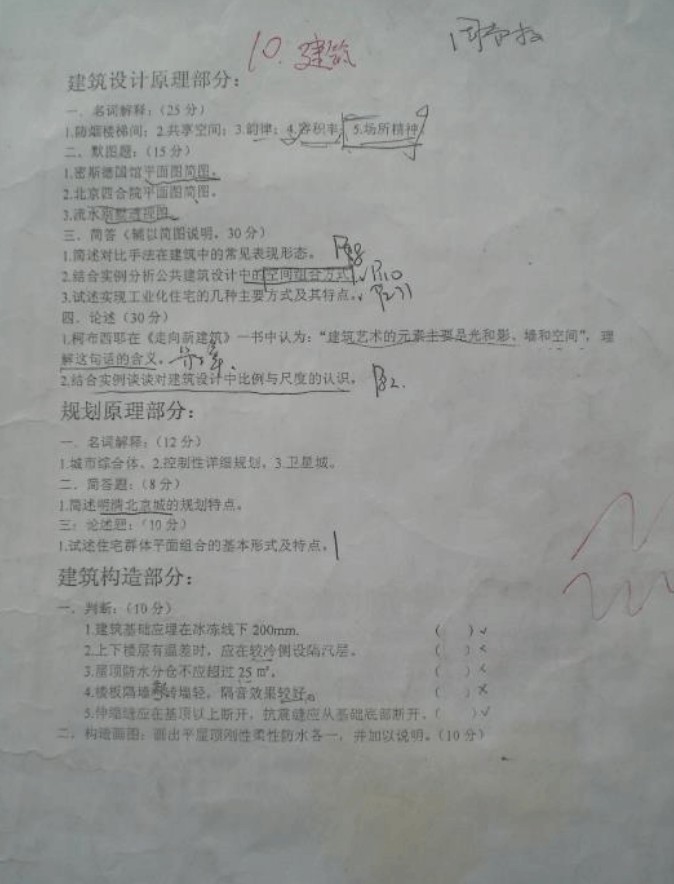 10. 建筑
建筑设计原理部分：
一．名词解释：（25分）
1.防烟楼梯间；2.共享空间；3.韵律；4.容积率；5.场所精神
二．默图题：（15分）
1.密斯德国馆平面图简图。
2.北京四合院平面图简图。
3.流水别墅透视图
三．简答（辅以简图说明，30分）
1.简述对比手法在建筑中的常见表现形态。
2.结合实例分析公共建筑设计中的空间组合方式 P110
3.试述实现工业化住宅的几种主要方式及其特点。 P271
四．论述（30分）
1.柯布西耶在《走向新建筑》一书中认为：“建筑艺术的元素主要是光和影，墙和空间”，理
解这句话的含义。
2.结合实例谈谈对建筑设计中比例与尺度的认识。 P82.
规划原理部分：
一．名词解释：（12分）
1.城市综合体、2.控制性详细规划，3.卫星城。
二．简答题：（8分）
1.简述明清北京城的规划特点。
三：论述题：（10分）
1.试述住宅群体平面组合的基本形式及特点。
建筑构造部分：
一．判断：（10分）
1.建筑基础应埋在冰冻线下200mm. （ ）√
2.上下楼层有温差时，应在较冷侧设隔汽层。 （ ）×
3.屋顶防水分仓不应超过25㎡。 （ ）×
4.楼板隔墙 砖墙轻，隔音效果较好。 （ ）×
5.伸缩缝应在基顶以上断开，抗震缝应从基础底部断开。（ ）√
二．构造画图：画出平屋顶刚性柔性防水各一，并加以说明。（10分）